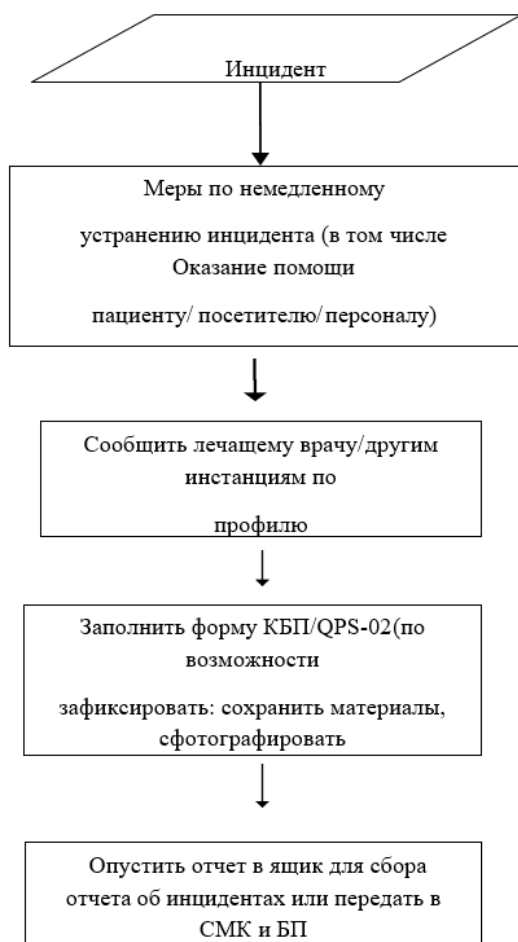 Инцидент
Меры по немедленному
устранению инцидента (в том числе
Оказание помощи
пациенту/ посетителю/персоналу)
Сообщить лечащему врачу/другим
инстанциям по
профилю
Заполнить форму КБП/QPS-02(по
возможности
зафиксировать: сохранить материалы,
сфотографировать
Опустить отчет в ящик для сбора
отчета об инцидентах или передать в
СМК и БП